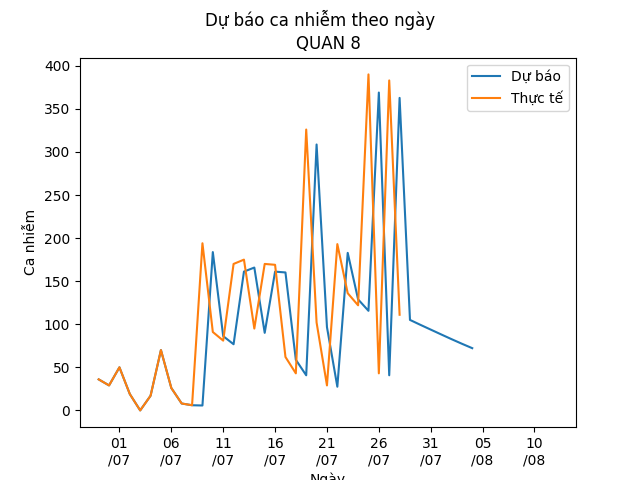 Dự báo ca nhiễm theo ngày
QUAN 8
Dự báo
Thực tế
Ca nhiễm
400
350
300
250
200
150
100
50
0
01 06 11 16 21 26 31 05 10
/07 /07 /07 /07 /07 /07 /07 /08 /08
Ngày